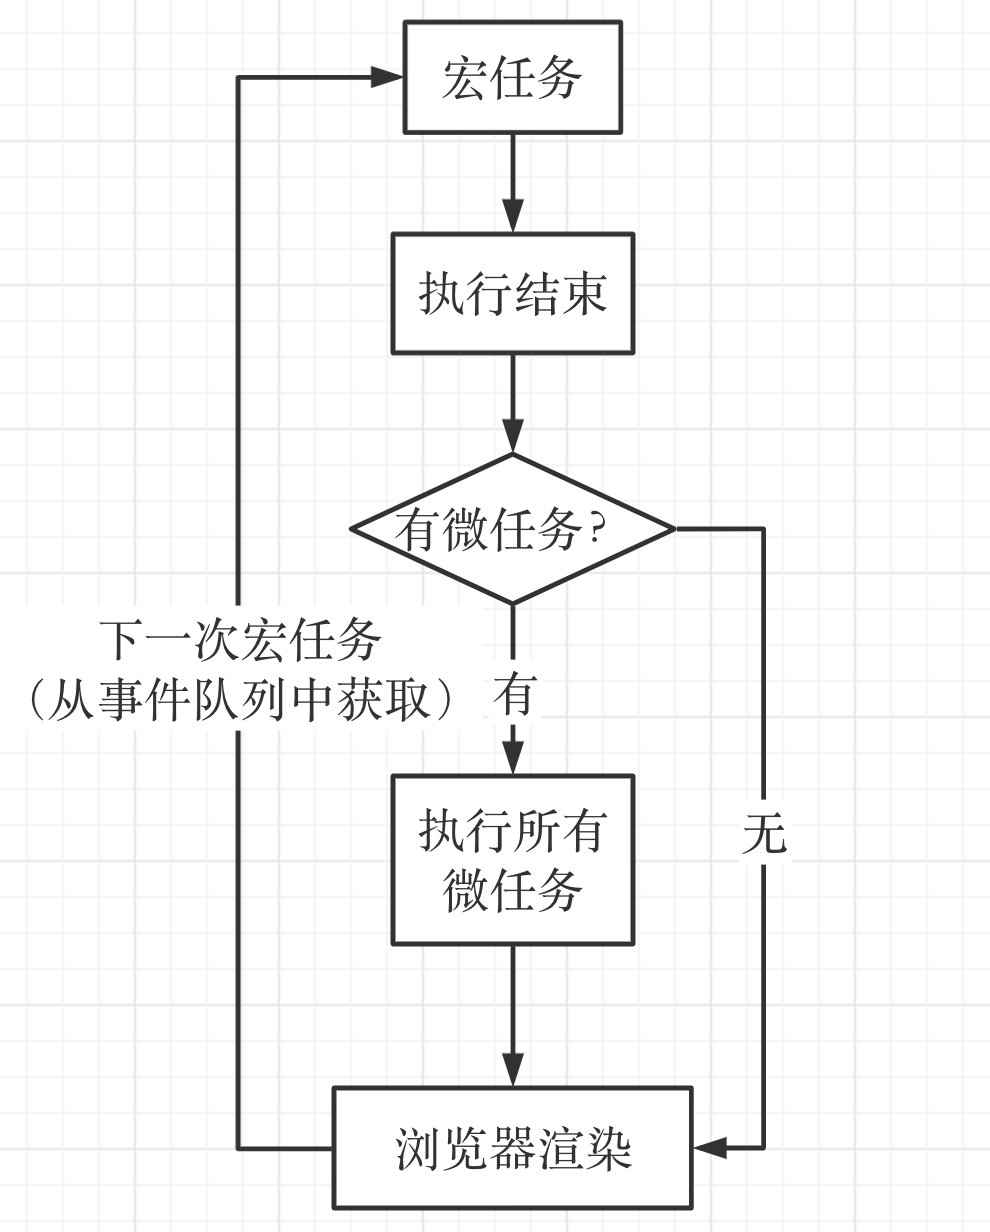 宏任务
执行结束
有微任务?
下一次宏任务
（从事件队列中获取）
有
执行所有
微任务
无
浏览器渲染